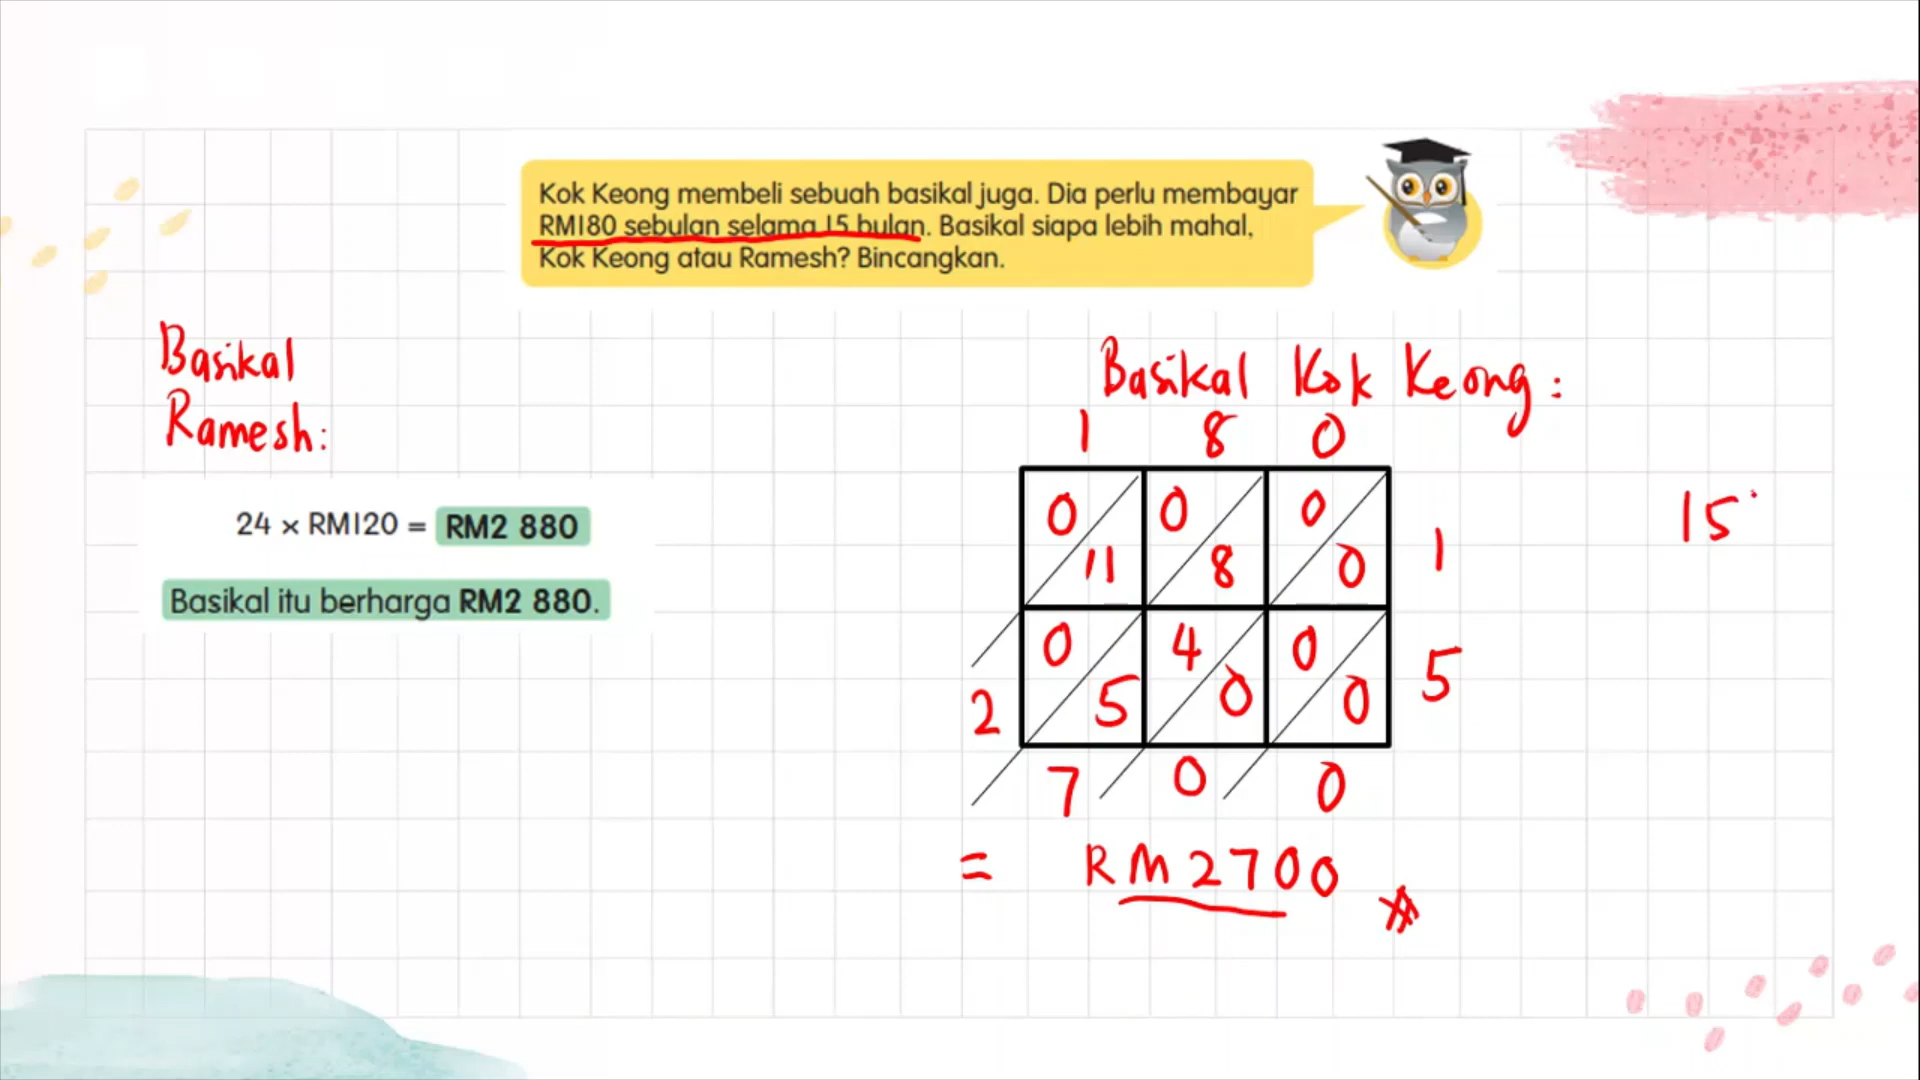 Kok Keong membeli sebuah basikal juga. Dia perlu membayar
RM180 sebulan selama 15 bulan. Basikal siapa lebih mahal,
Kok Keong atau Ramesh? Bincangkan.
Basikal
Ramesh:
24 × RM120 = RM2 880
Basikal itu berharga RM2 880.
Basikal Kok Keong:
1 8 0
0 0 0
11 8 0 1
0 4 0
5 0 0 5
2
7 0 0
= RM2700
15